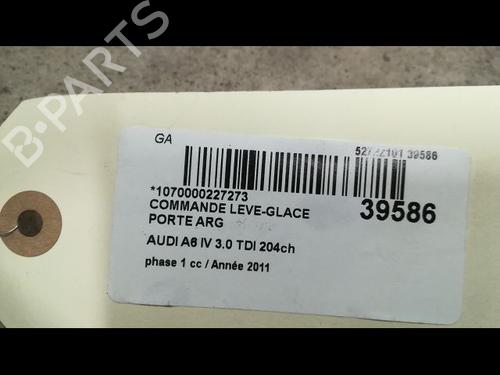 B-PARTS
GA
39586
*1070000227273
COMMANDE LEVE-GLACE
PORTE ARG
39586
AUDI A6 IV 3.0 TDI 204ch
phase 1 cc / Année 2011